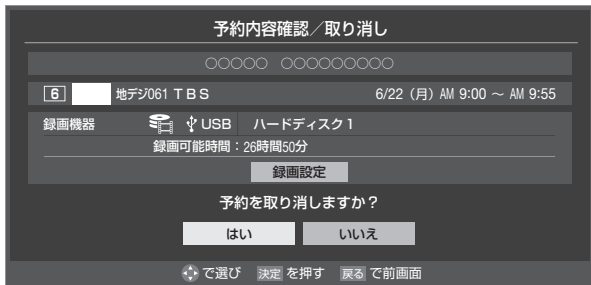 予約内容確認／取り消し
○○○○○ ○○○○○○○○○
6 地デジ061 TBS 6/22（月）AM 9:00 ～ AM 9:55
録画機器 USB ハードディスク1
録画可能時間：26時間50分
録画設定
予約を取り消しますか？
はい いいえ
で選び 決定 を押す 戻る で前画面